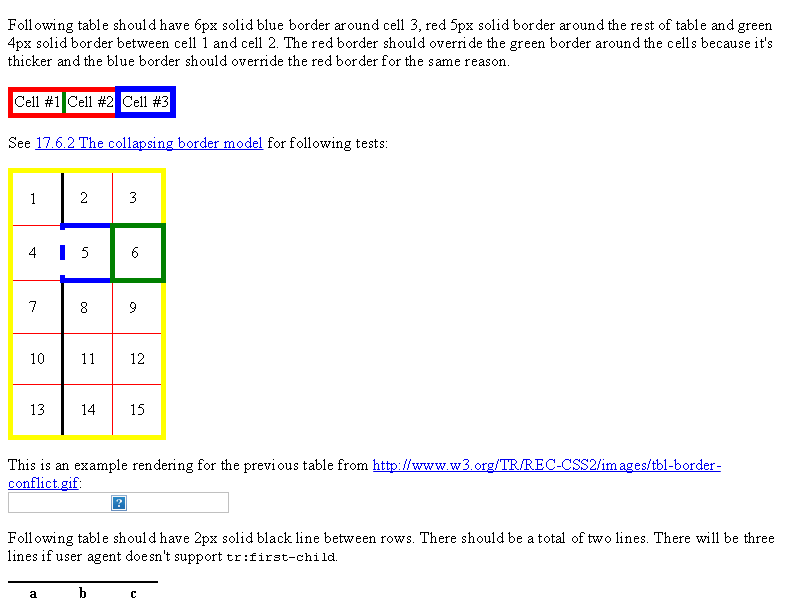 Following table should have 6px solid blue border around cell 3, red 5px solid border around the rest of table and green
4px solid border between cell 1 and cell 2. The red border should override the green border around the cells because it's
thicker and the blue border should override the red border for the same reason.
Cell #1 Cell #2 Cell #3
See 17.6.2 The collapsing border model for following tests:
1 2 3
4 5 6
7 8 9
10 11 12
13 14 15
This is an example rendering for the previous table from http://www.w3.org/TR/REC-CSS2/images/tbl-border-
conflict.gif:
Following table should have 2px solid black line between rows. There should be a total of two lines. There will be three
lines if user agent doesn't support tr:first-child.
a b c